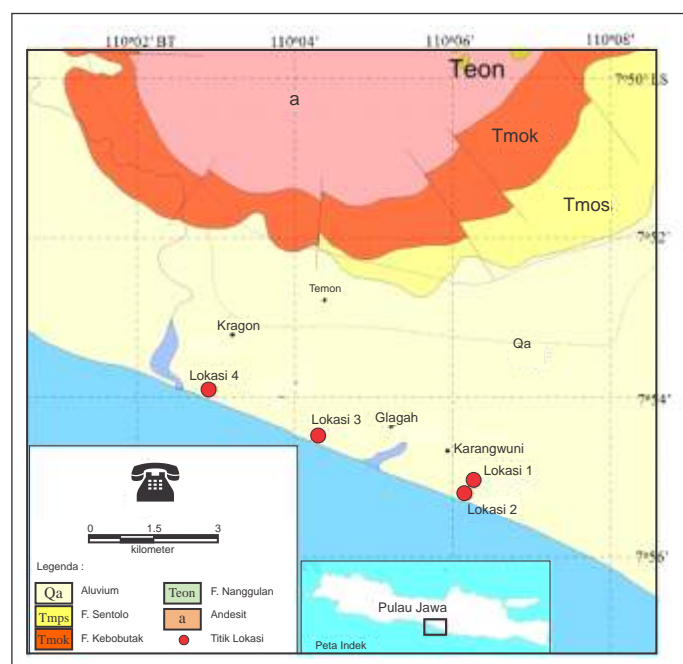 110°02' BT 110°04' 110°06' 110°08'
Teon
7°50' LS
a
Tmok
Tmos
7°52'
Temon
Kragon
Qa
Lokasi 4
7°54'
Lokasi 3
Glagah
Karangwuni
Lokasi 1
Lokasi 2
0 1.5 3
kilometer
7°56'
Legenda :
Qa Aluvium Teon F. Nanggulan
Tmps F. Sentolo a Andesit
Tmok F. Kebobutak Titik Lokasi
Pulau Jawa
Peta Indek